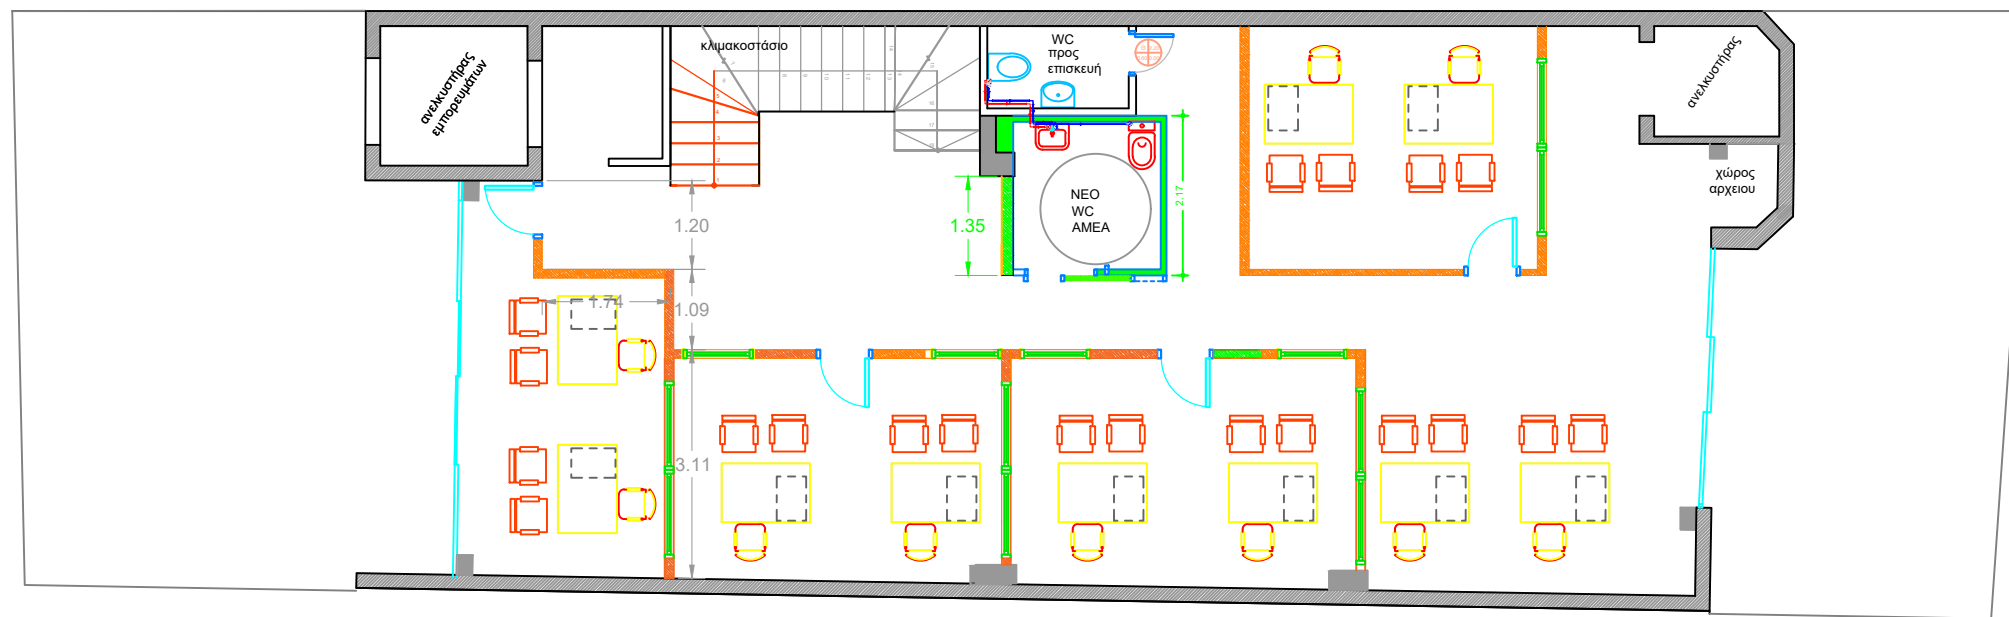 ανελκυστήρας
εμπορευμάτων
κλιμακοστάσιο
WC
προς
επισκευή
ανελκυστήρας
χώρος
αρχειου
ΝΕΟ
WC
ΑΜΕΑ
1.20
1.35
2.17
1.74
1.09
3.11